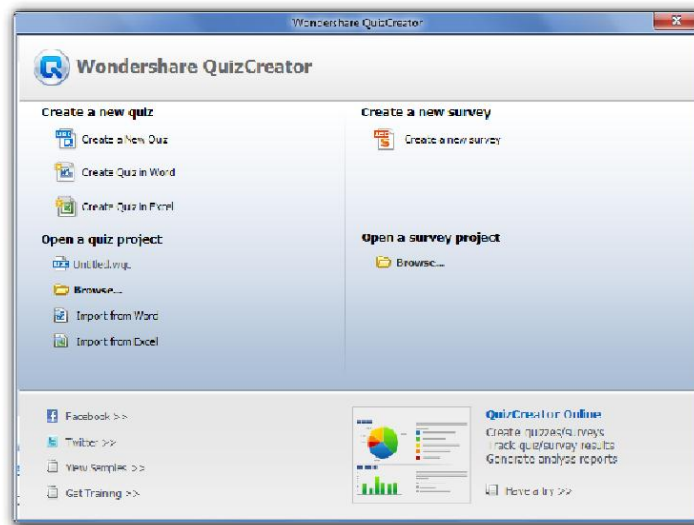 Wondershare QuizCreator
Wondershare QuizCreator
Create a new quiz
Create a New Quiz
Create Quiz in Word
Create Quiz in Excel
Open a quiz project
Untitled.wqc
Browse...
Import from Word
Import from Excel
Create a new survey
Create a new survey
Open a survey project
Browse...
Facebook >>
Twitter >>
View Samples >>
Get Training >>
QuizCreator Online
Create quizzes/surveys
Track quiz/survey results
Generate analysis reports
Have a try >>